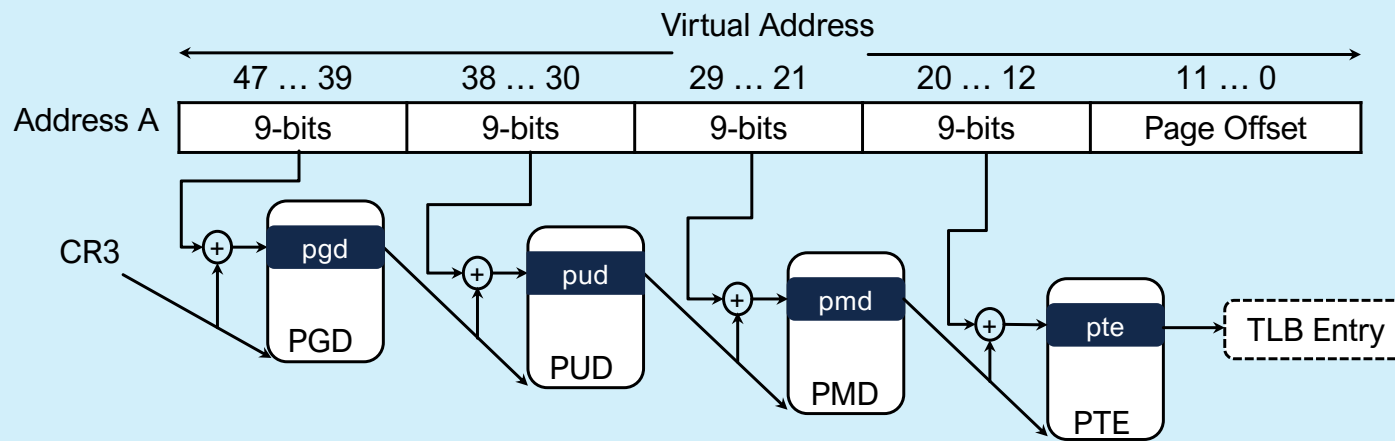 Virtual Address
47 ... 39 38 ... 30 29 ... 21 20 ... 12 11 ... 0
Address A 9-bits 9-bits 9-bits 9-bits Page Offset
CR3
+ pgd
PGD
+ pud
PUD
+ pmd
PMD
+ pte
PTE
TLB Entry